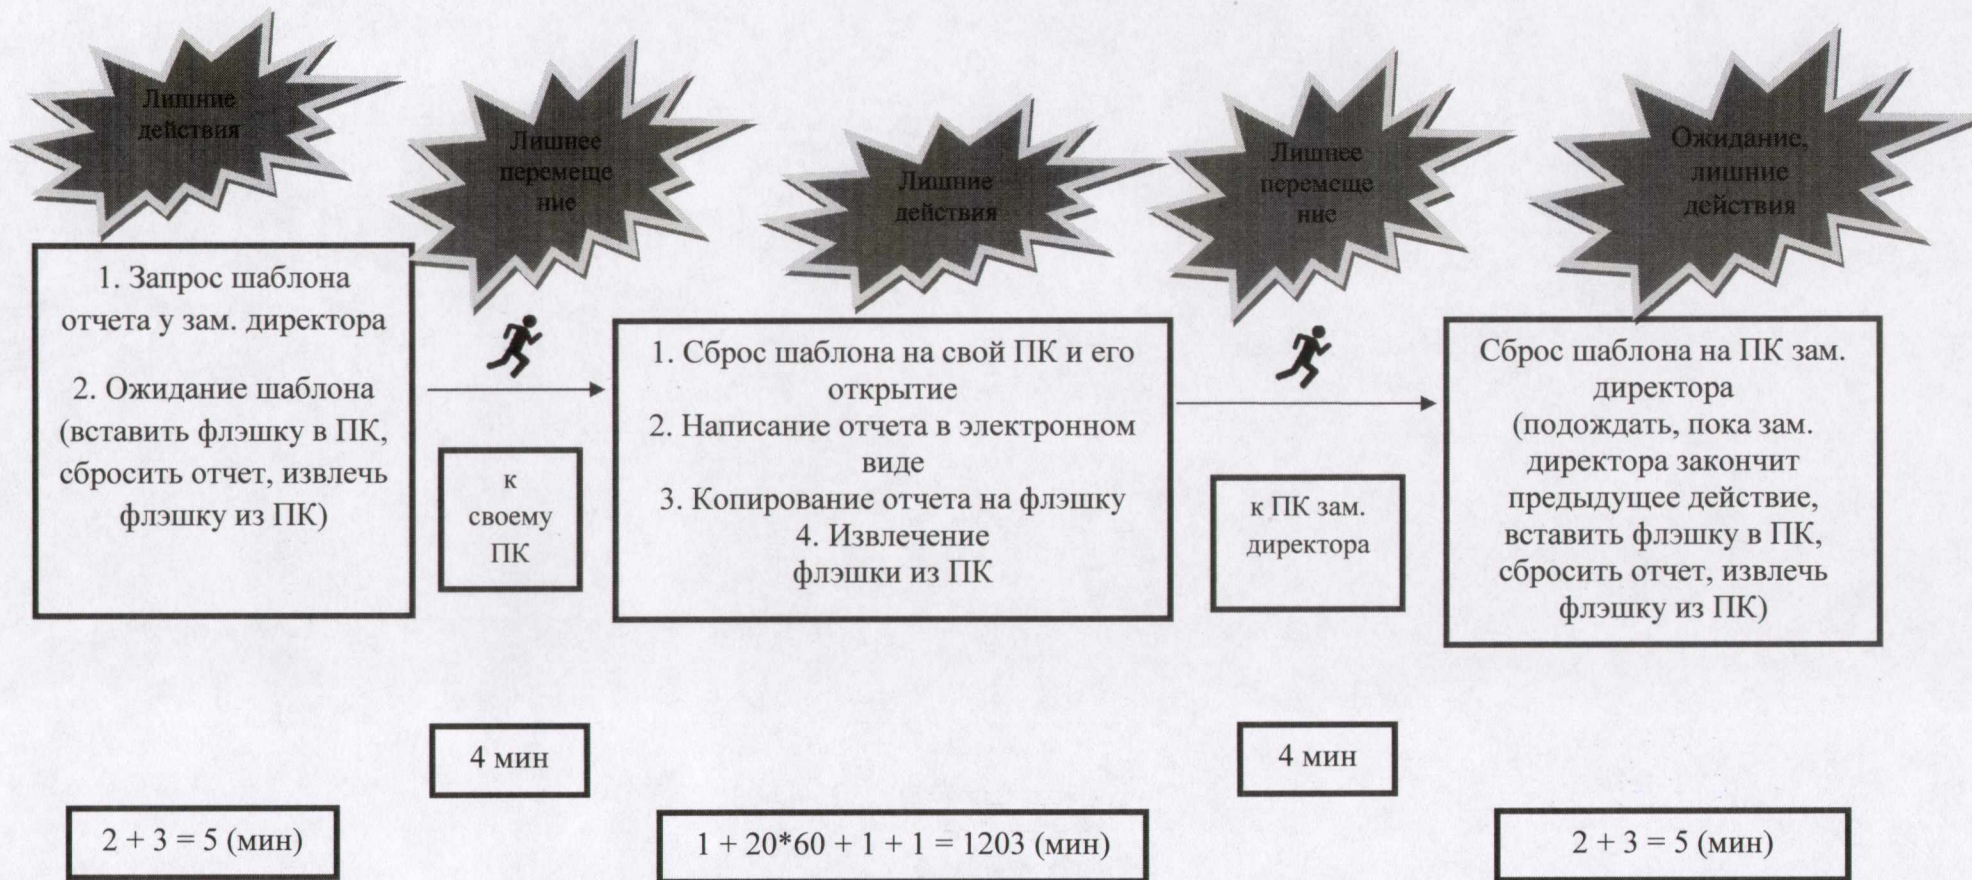 Лишние
действия
Лишнее
перемеще
ние
Лишние
действия
Лишнее
перемеще
ние
Ожидание,
лишние
действия
1. Запрос шаблона
отчета у зам. директора
2. Ожидание шаблона
(вставить флэшку в ПК,
сбросить отчет, извлечь
флэшку из ПК)
к
своему
ПК
1. Сброс шаблона на свой ПК и его
открытие
2. Написание отчета в электронном
виде
3. Копирование отчета на флэшку
4. Извлечение
флэшки из ПК
к ПК зам.
директора
Сброс шаблона на ПК зам.
директора
(подождать, пока зам.
директора закончит
предыдущее действие,
вставить флэшку в ПК,
сбросить отчет, извлечь
флэшку из ПК)
4 мин
4 мин
2 + 3 = 5 (мин)
1 + 20*60 + 1 + 1 = 1203 (мин)
2 + 3 = 5 (мин)